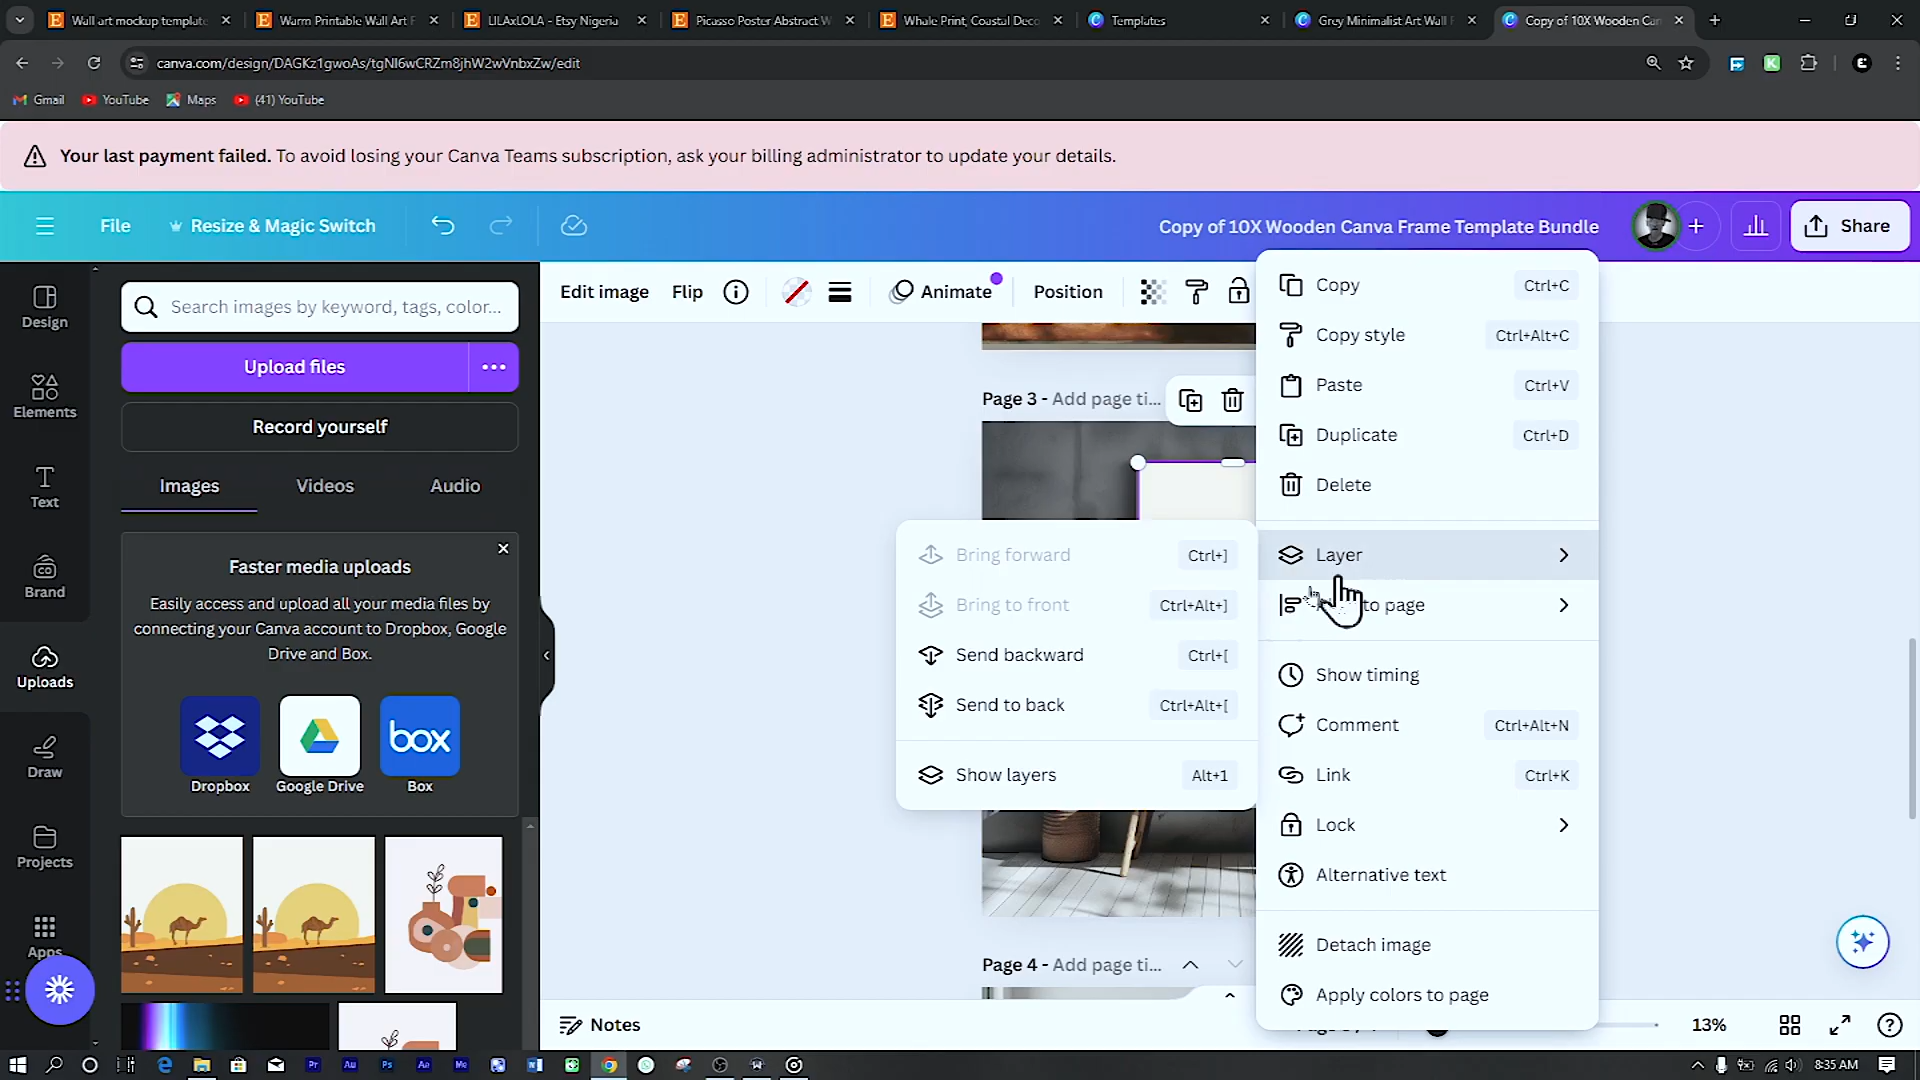 Wall art mockup template
Warm Printable Wall Art F
LILAxLOLA - Etsy Nigeria
Picasso Poster Abstract W
Whale Print, Coastal Deco
Templates
Grey Minimalist Art Wall F
Copy of 10X Wooden Can
canva.com/design/DAGKz1gwoAs/tgNl6wCRZm8jhW2wVnbxZw/edit
Gmail
YouTube
Maps
(41) YouTube
Your last payment failed. To avoid losing your Canva Teams subscription, ask your billing administrator to update your details.
File
Resize & Magic Switch
Copy of 10X Wooden Canva Frame Template Bundle
Share
Design
Elements
Text
Brand
Uploads
Draw
Projects
Apps
Search images by keyword, tags, color...
Upload files
Record yourself
Images
Videos
Audio
Faster media uploads
Easily access and upload all your media files by
connecting your Canva account to Dropbox, Google
Drive and Box.
box
Dropbox
Google Drive
Box
Edit image
Flip
Animate
Position
Page 3 - Add page ti...
Copy Ctrl+C
Copy style Ctrl+Alt+C
Paste Ctrl+V
Duplicate Ctrl+D
Delete
Layer
to page
Show timing
Comment Ctrl+Alt+N
Link Ctrl+K
Lock
Alternative text
Detach image
Apply colors to page
Bring forward Ctrl+]
Bring to front Ctrl+Alt+]
Send backward Ctrl+[
Send to back Ctrl+Alt+[
Show layers Alt+1
Page 4 - Add page ti...
Notes
13%
8:35 AM